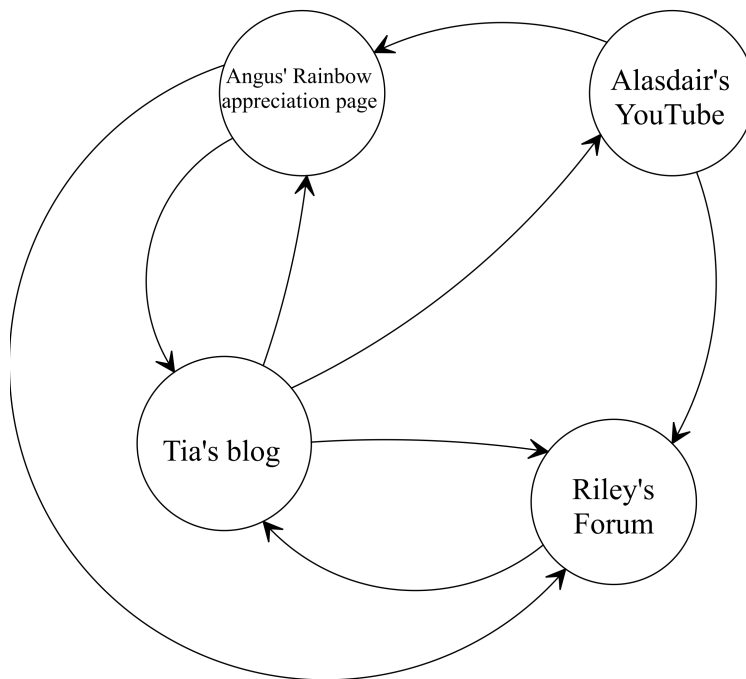 Angus' Rainbow
appreciation page
Alasdair's
YouTube
Tia's blog
Riley's
Forum